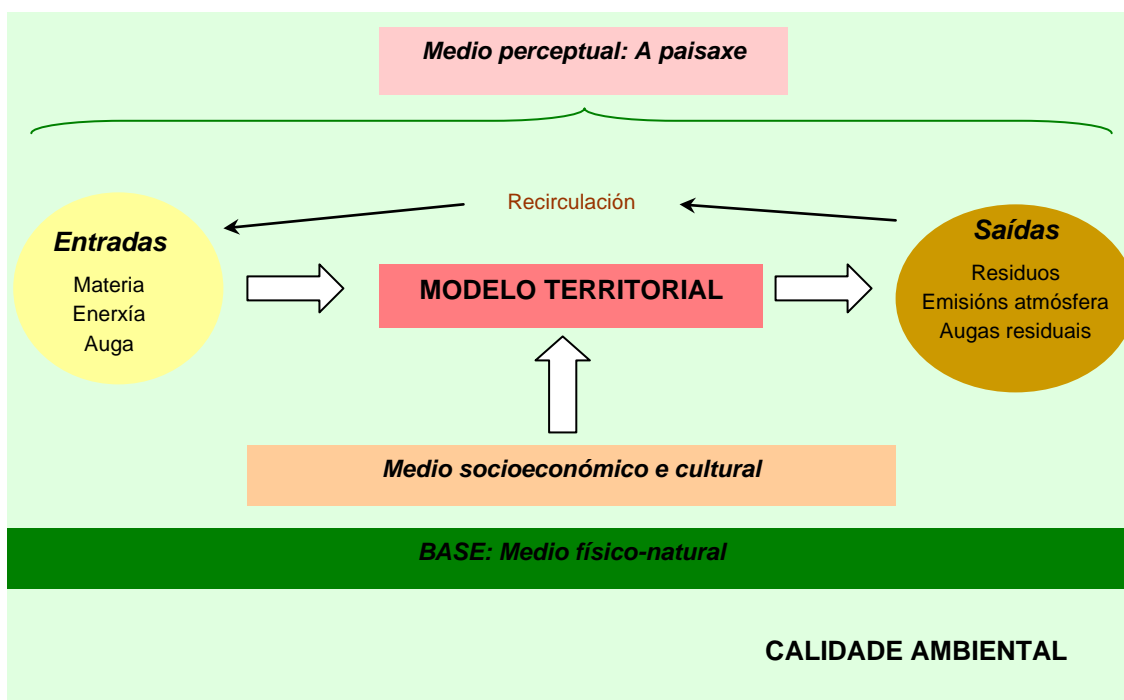 Medio perceptual: A paisaxe
Recirculación
Entradas
Materia
Enerxía
Auga
MODELO TERRITORIAL
Saídas
Residuos
Emisións atmósfera
Augas residuais
Medio socioeconómico e cultural
BASE: Medio físico-natural
CALIDADE AMBIENTAL